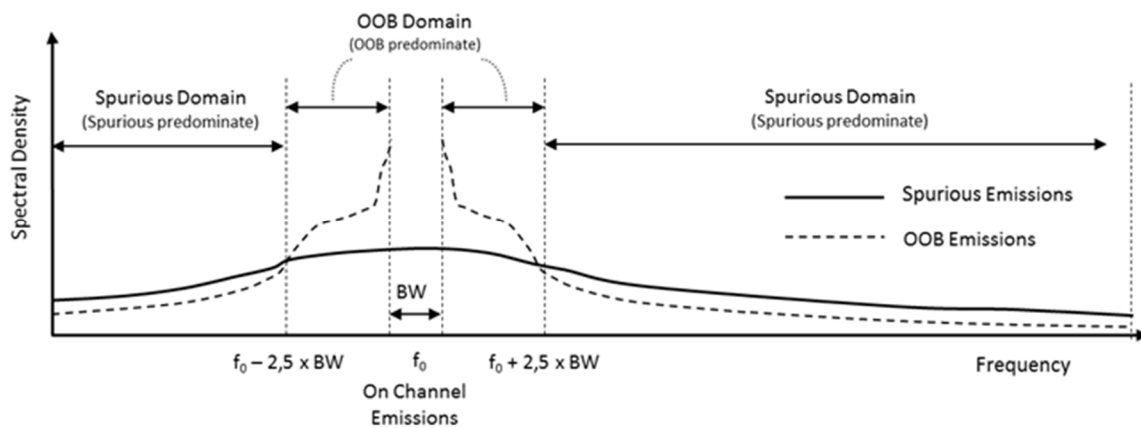 OOB Domain
(OOB predominate)
Spurious Domain
(Spurious predominate)
Spurious Domain
(Spurious predominate)
Spectral Density
Spurious Emissions
OOB Emissions
BW
f₀ – 2,5 x BW
f₀
f₀ + 2,5 x BW
Frequency
On Channel
Emissions